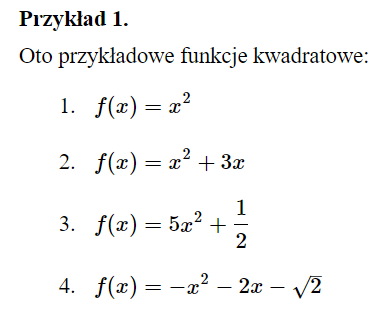 Przykład 1.
Oto przykładowe funkcje kwadratowe:
1. f(x) = x²
2. f(x) = x² + 3x
3. f(x) = 5x² + 1/2
4. f(x) = −x² − 2x − √2